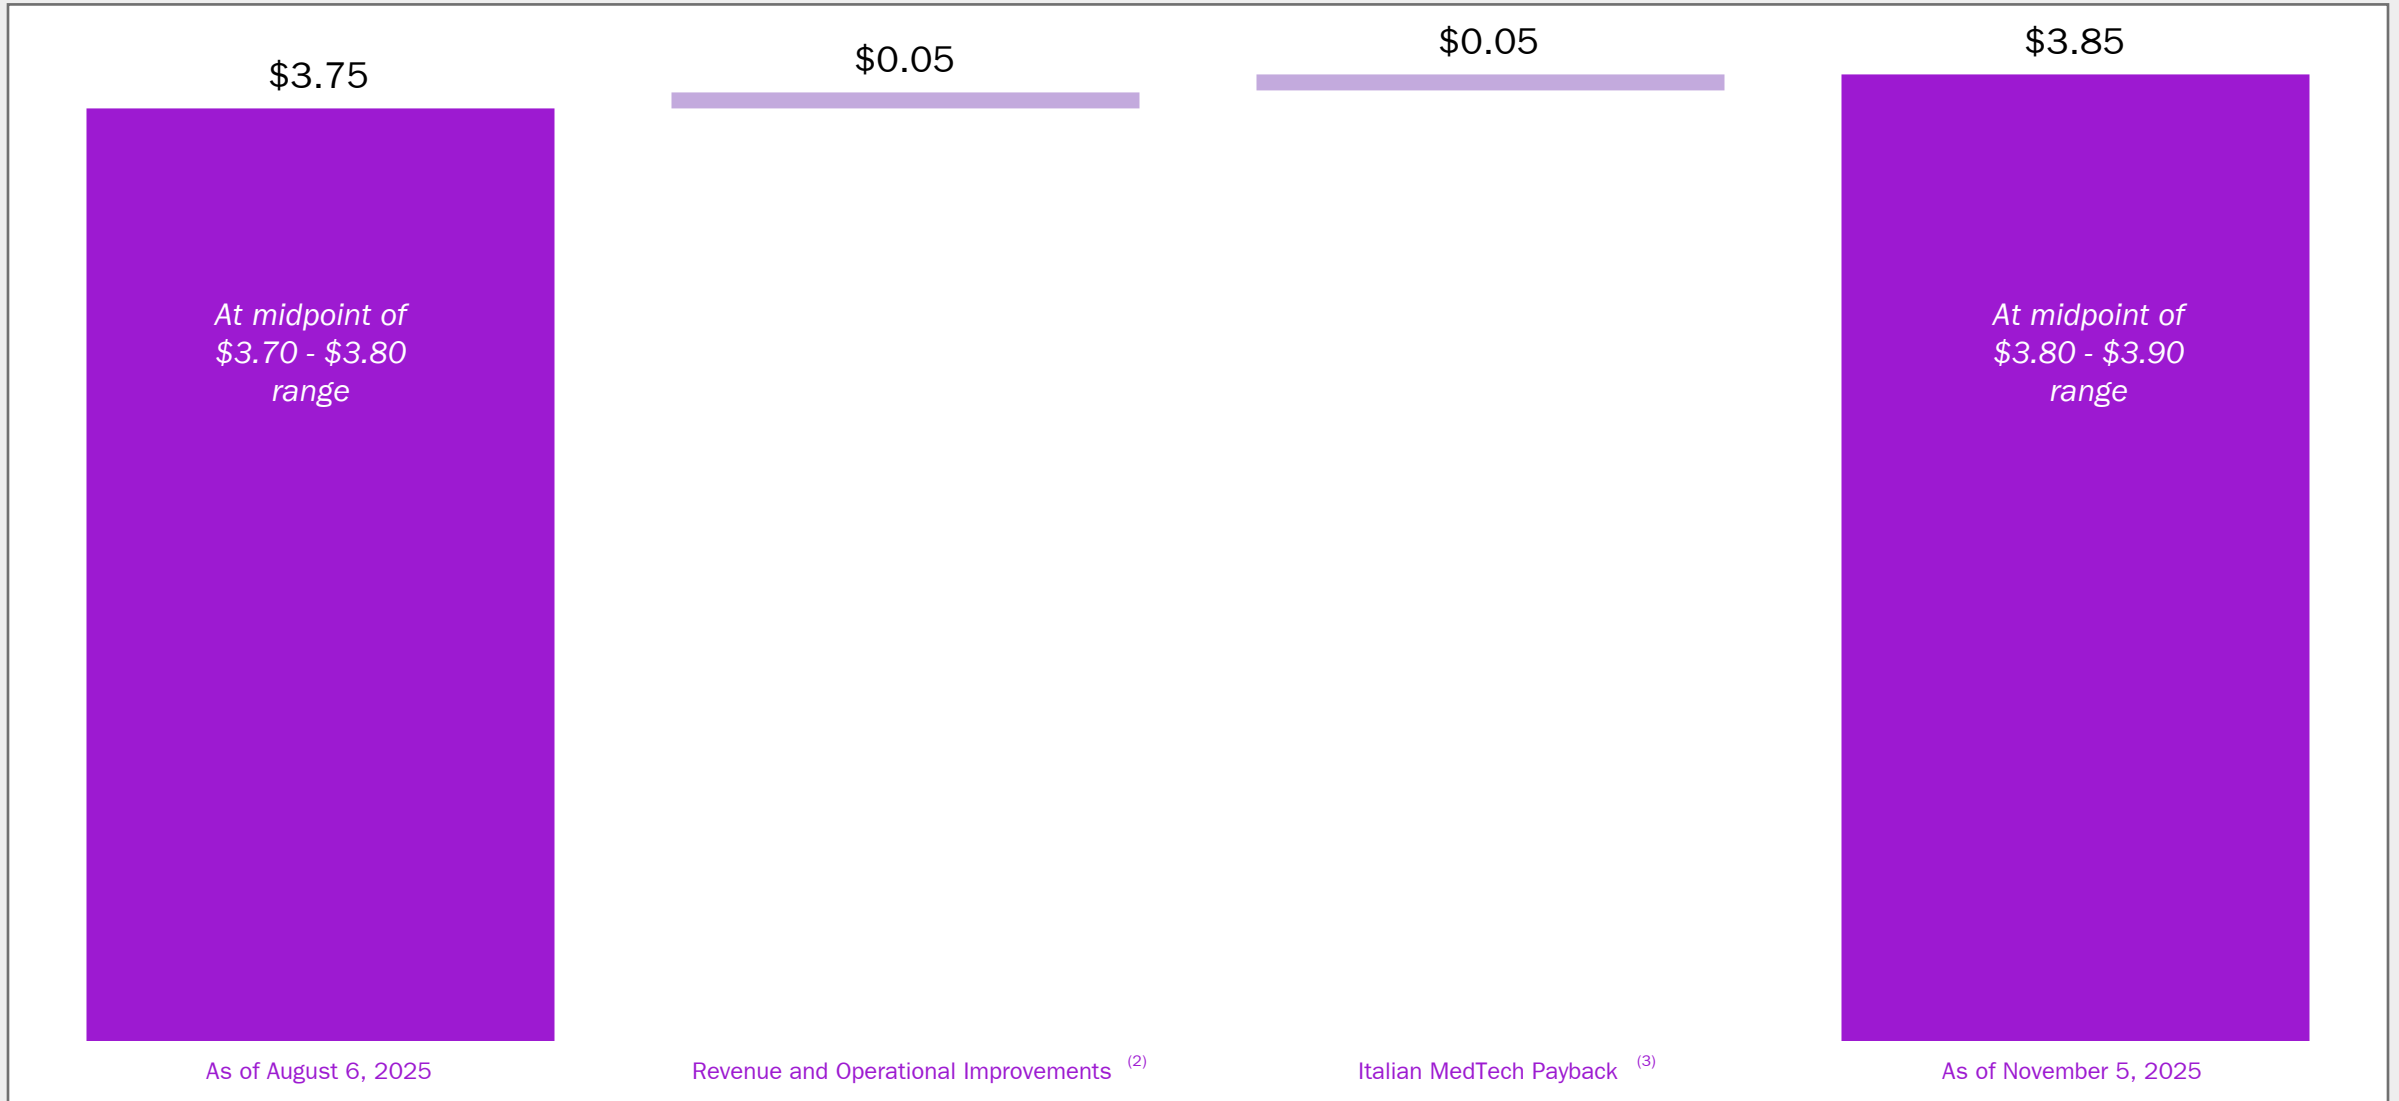 $3.75
$0.05
$0.05
$3.85
At midpoint of
$3.70 - $3.80
range
At midpoint of
$3.80 - $3.90
range
As of August 6, 2025
Revenue and Operational Improvements (2)
Italian MedTech Payback (3)
As of November 5, 2025